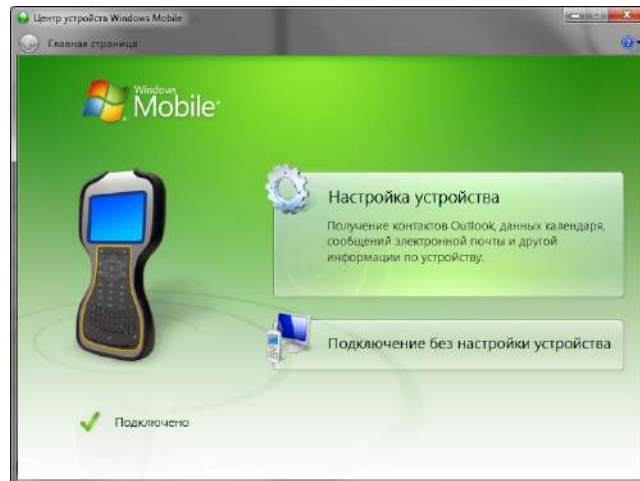 Центр устройств Windows Mobile
Главная страница
Windows
Mobile
Настройка устройства
Получение контактов Outlook, данных календаря,
сообщений электронной почты и другой
информации по устройству.
Подключение без настройки устройства
Подключено